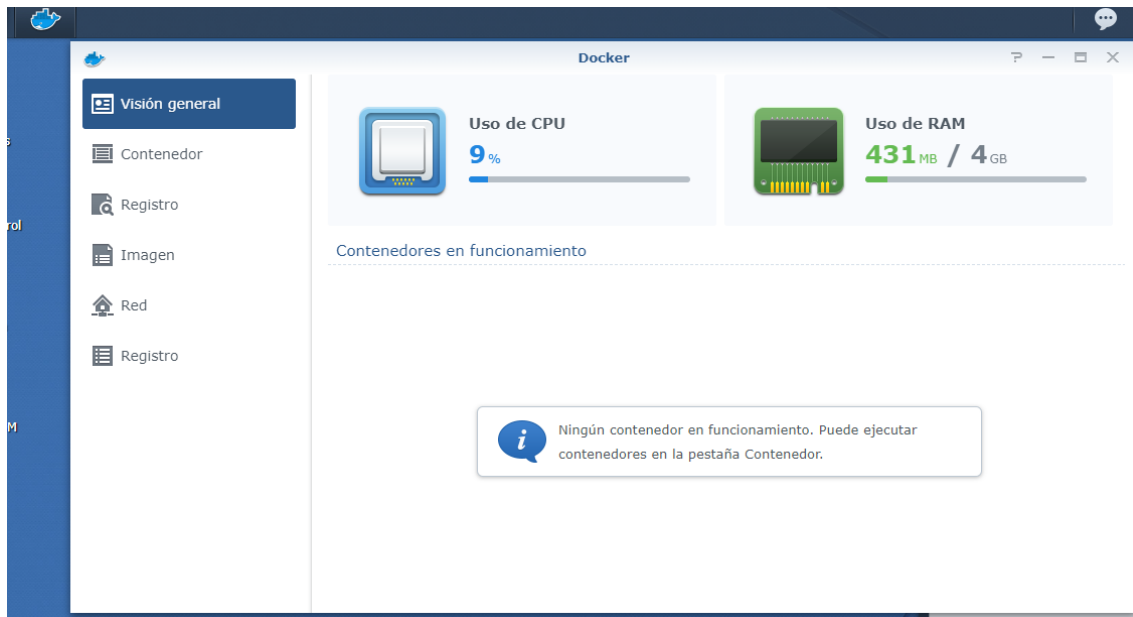 Docker
Visión general
Contenedor
Registro
Imagen
Red
Registro
Uso de CPU
9 %
Uso de RAM
431 MB / 4 GB
Contenedores en funcionamiento
Ningún contenedor en funcionamiento. Puede ejecutar
contenedores en la pestaña Contenedor.
s
rol
M